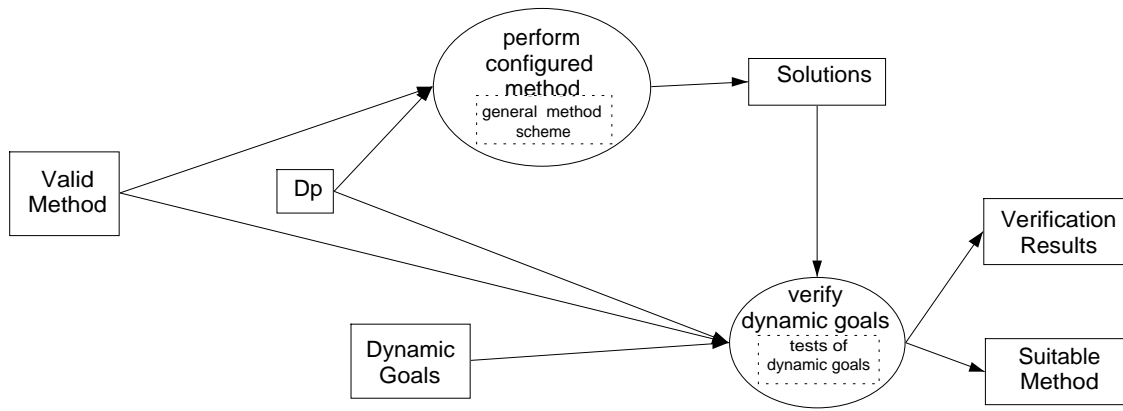 perform
configured
method
general method
scheme
Solutions
Valid
Method
Dp
Verification
Results
verify
dynamic goals
tests of
dynamic goals
Dynamic
Goals
Suitable
Method